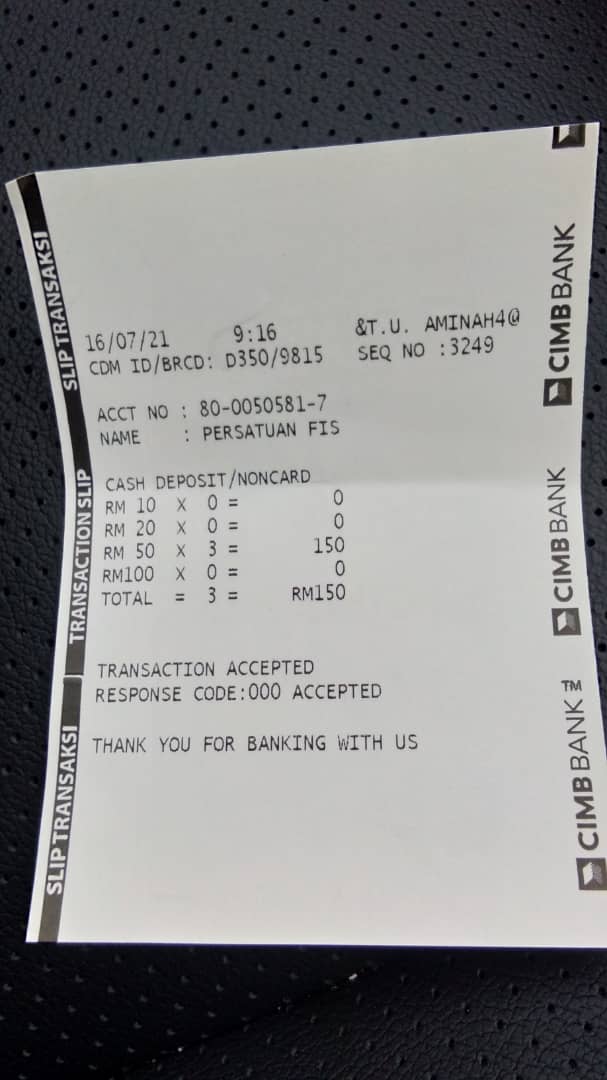 16/07/21 9:16 &T.U. AMINAH4@
CDM ID/BRCD: D350/9815 SEQ NO :3249
ACCT NO : 80-0050581-7
NAME : PERSATUAN FIS
CASH DEPOSIT/NONCARD
RM 10 X 0 = 0
RM 20 X 0 = 0
RM 50 X 3 = 150
RM100 X 0 = 0
TOTAL = 3 = RM150
TRANSACTION ACCEPTED
RESPONSE CODE:000 ACCEPTED
THANK YOU FOR BANKING WITH US
SLIP TRANSAKSI
TRANSACTION SLIP
SLIP TRANSAKSI
CIMB BANK
CIMB BANK
CIMB BANK™